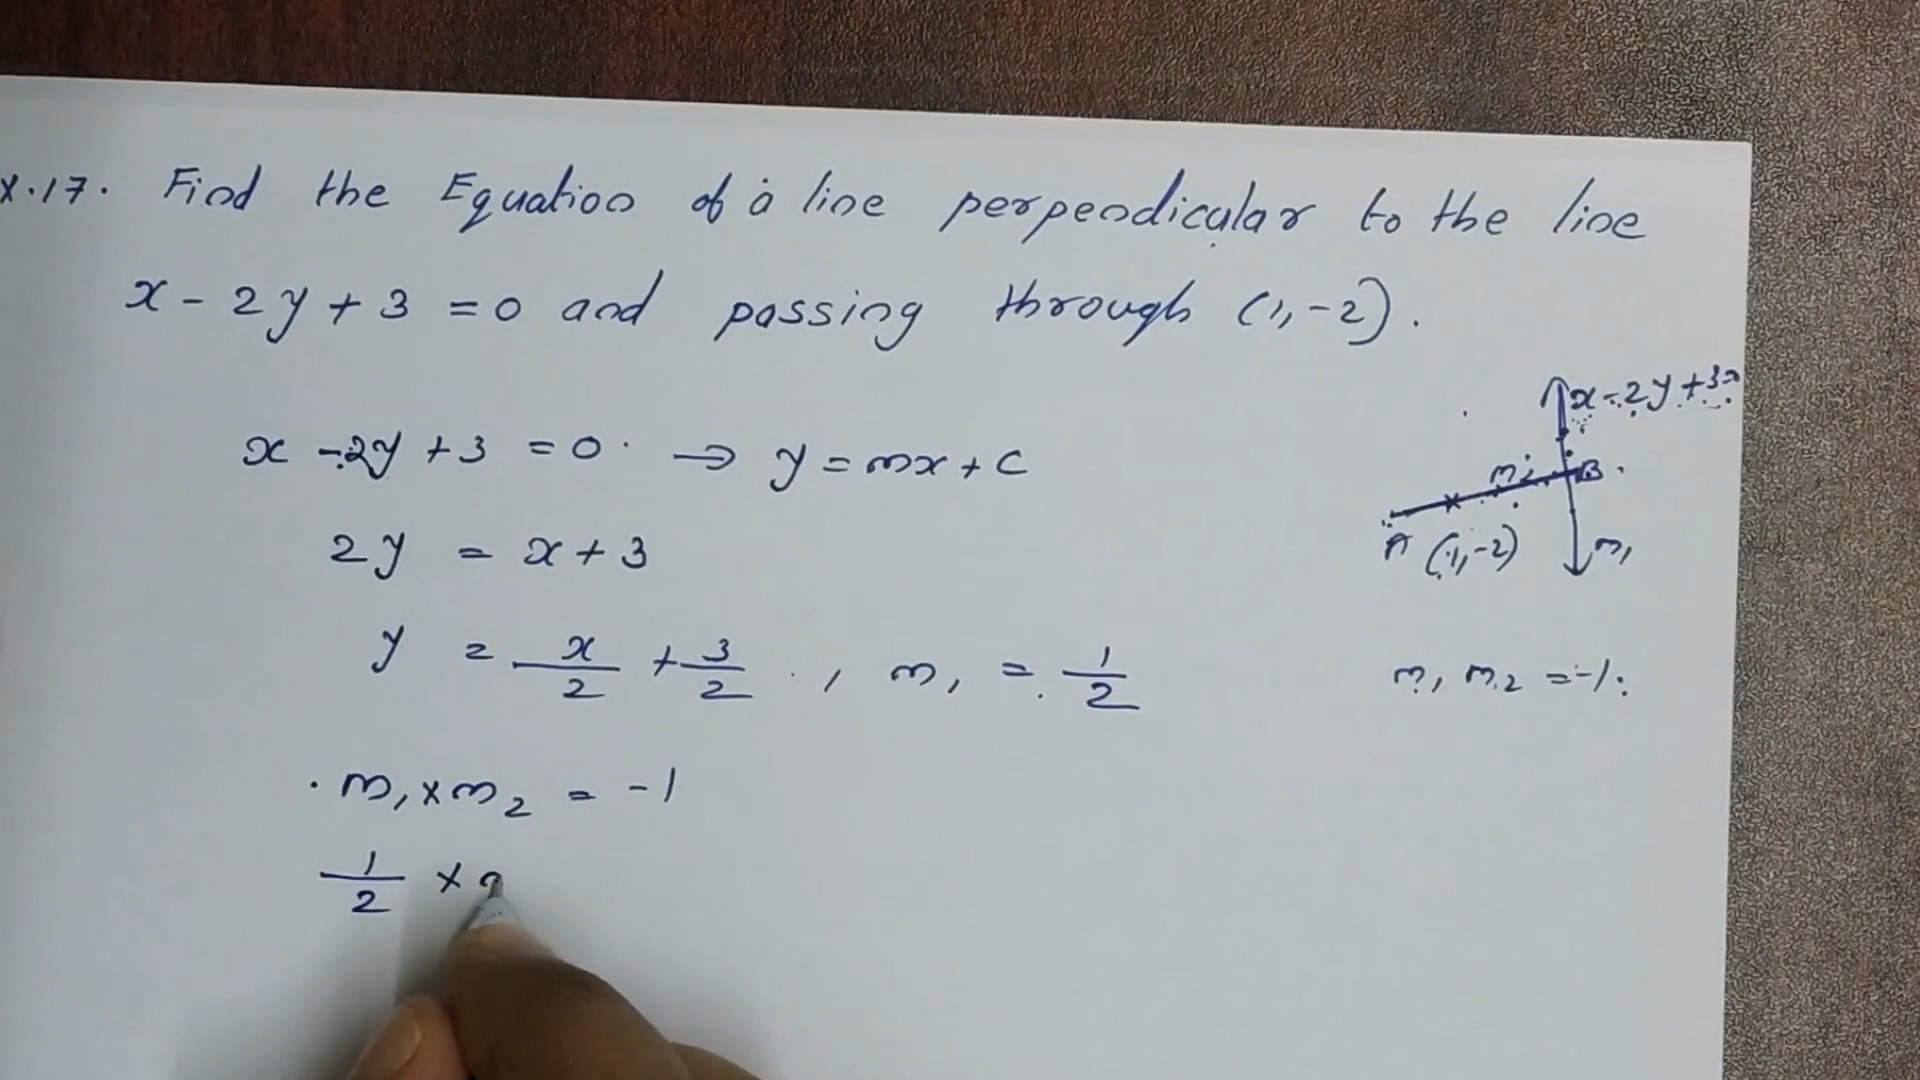 x.17. Find the Equation of a line perpendicular to the line
x - 2y + 3 = 0 and passing through (1, -2).
x - 2y + 3 = 0 → y = mx + c
2y = x + 3
y = x/2 + 3/2 , m₁ = 1/2
m₁ × m₂ = -1
1/2 ×
x - 2y + 3 =
m₂ B
A (1, -2) m₁
m₁ m₂ = -1.